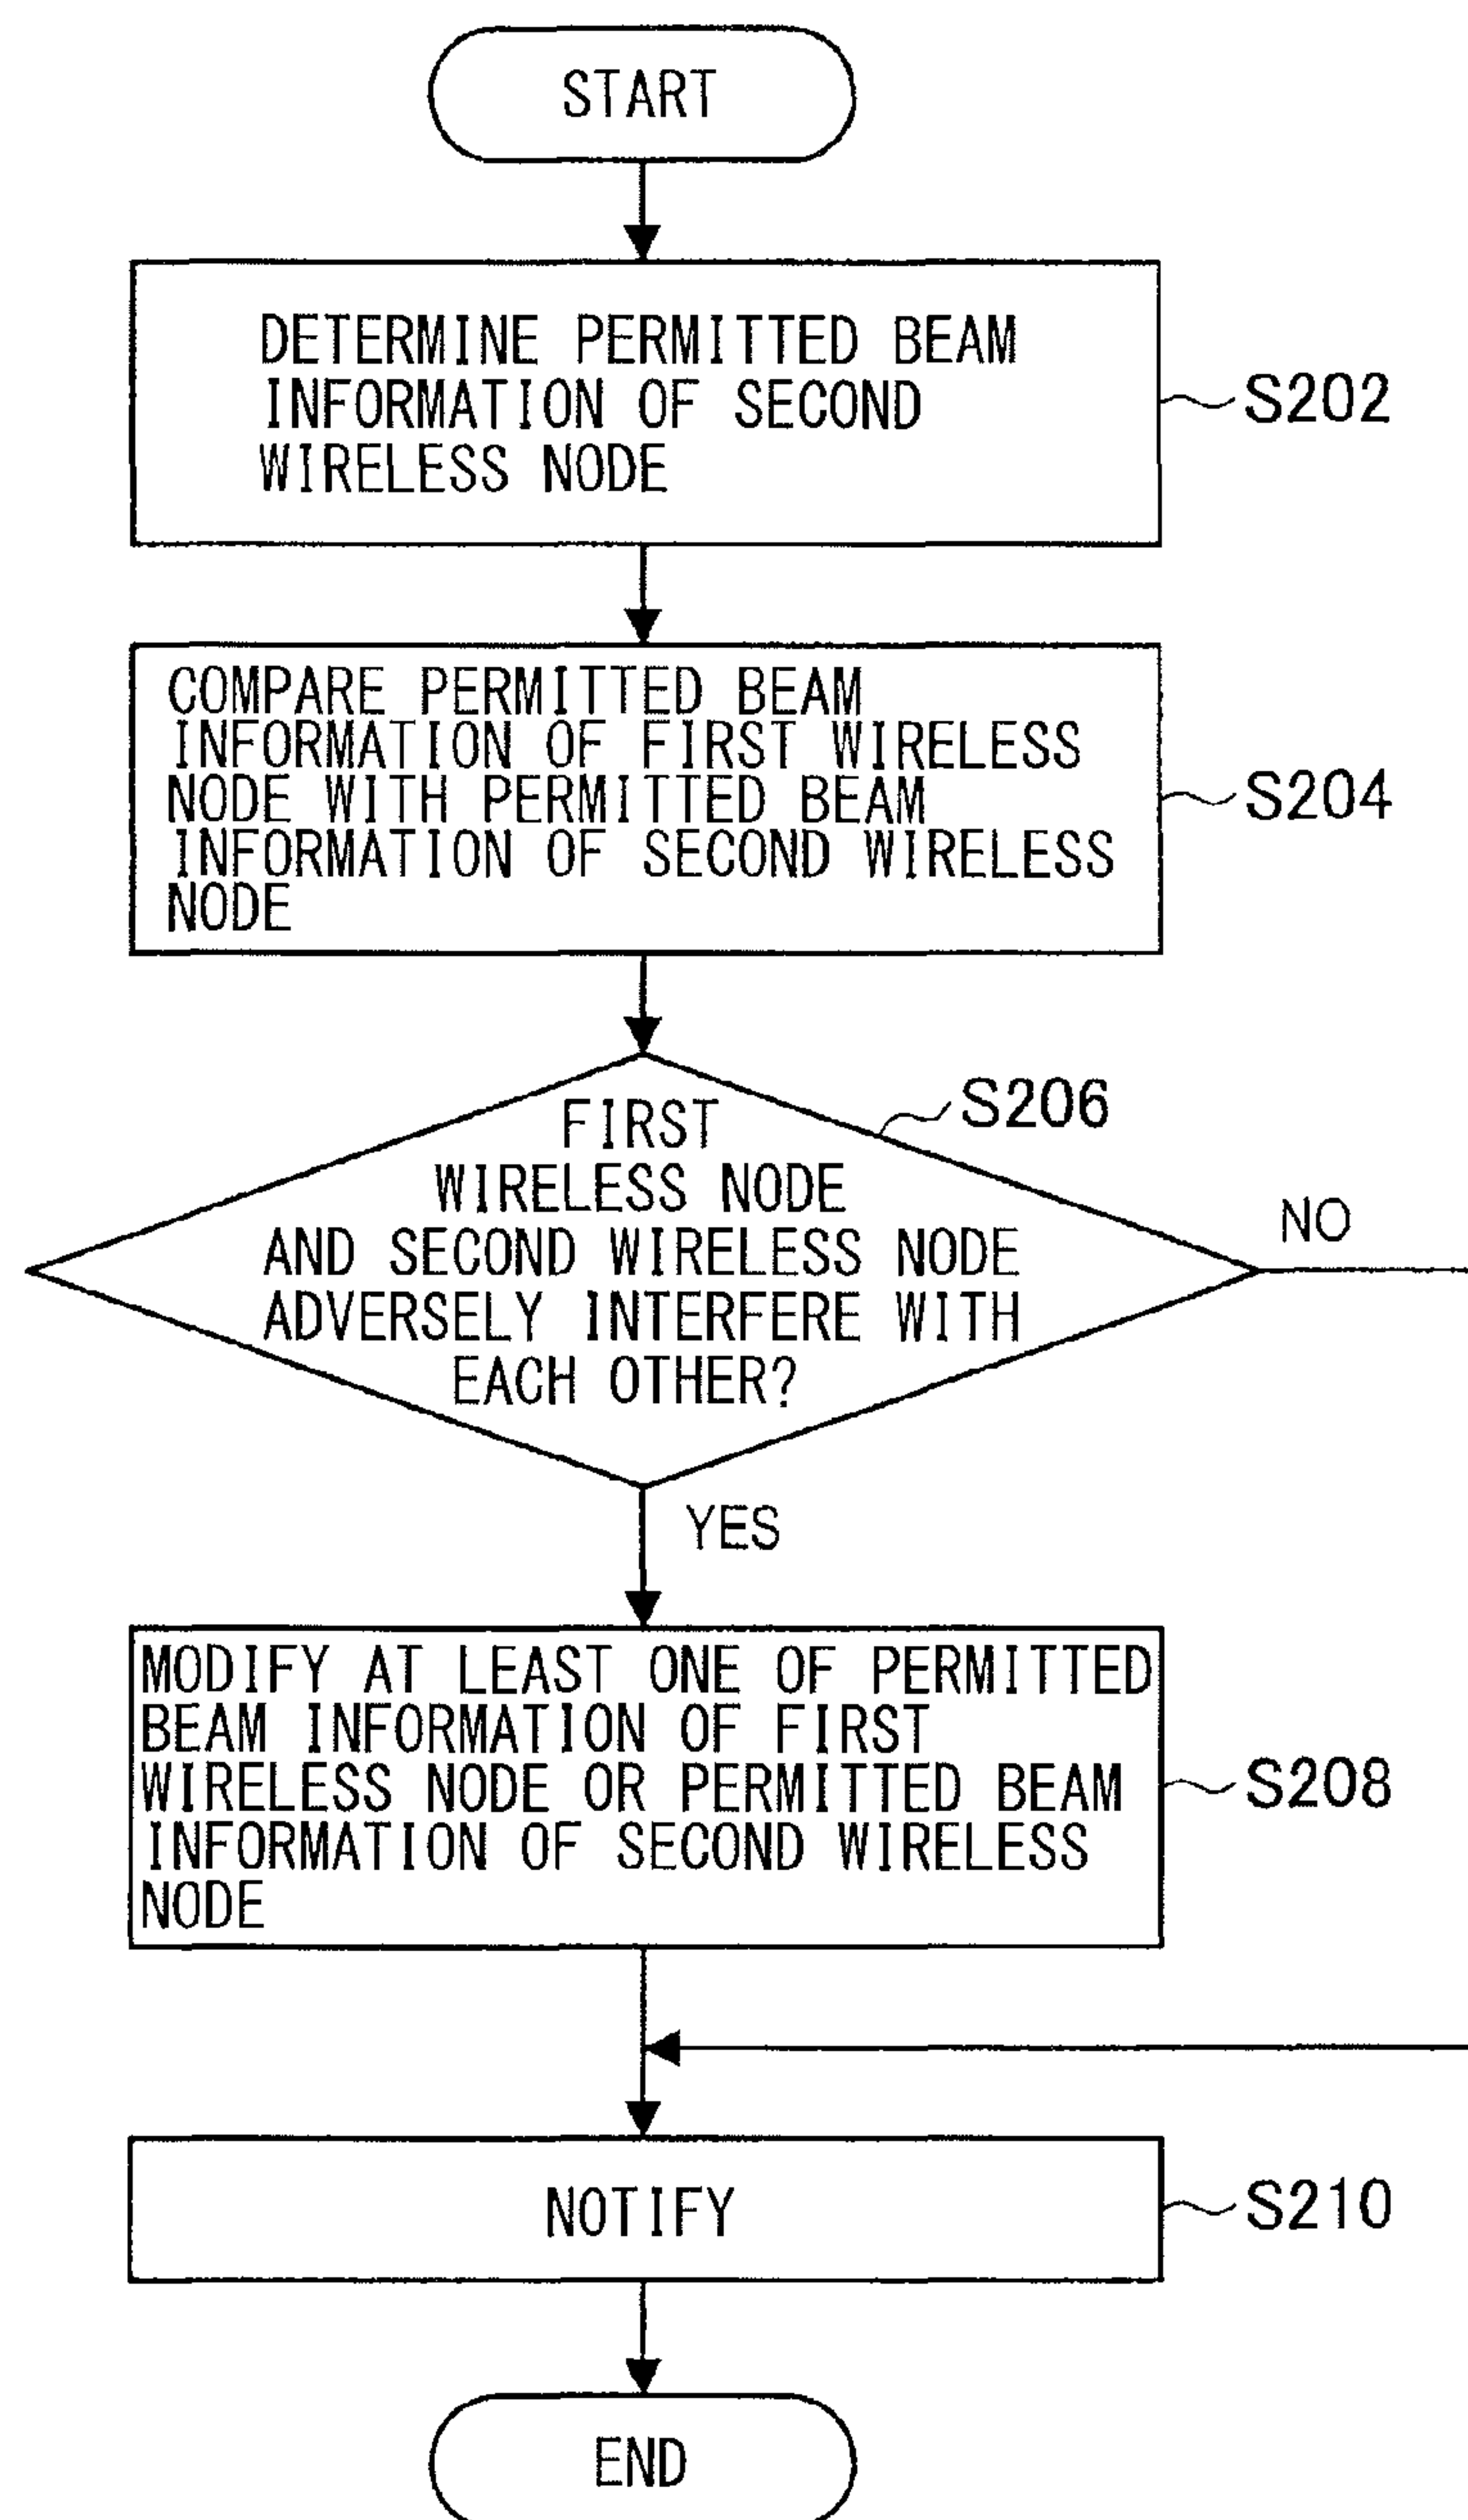 START
DETERMINE PERMITTED BEAM
INFORMATION OF SECOND
WIRELESS NODE
S202
COMPARE PERMITTED BEAM
INFORMATION OF FIRST WIRELESS
NODE WITH PERMITTED BEAM
INFORMATION OF SECOND WIRELESS
NODE
S204
FIRST
WIRELESS NODE
AND SECOND WIRELESS NODE
ADVERSELY INTERFERE WITH
EACH OTHER?
S206
NO
YES
MODIFY AT LEAST ONE OF PERMITTED
BEAM INFORMATION OF FIRST
WIRELESS NODE OR PERMITTED BEAM
INFORMATION OF SECOND WIRELESS
NODE
S208
NOTIFY
S210
END